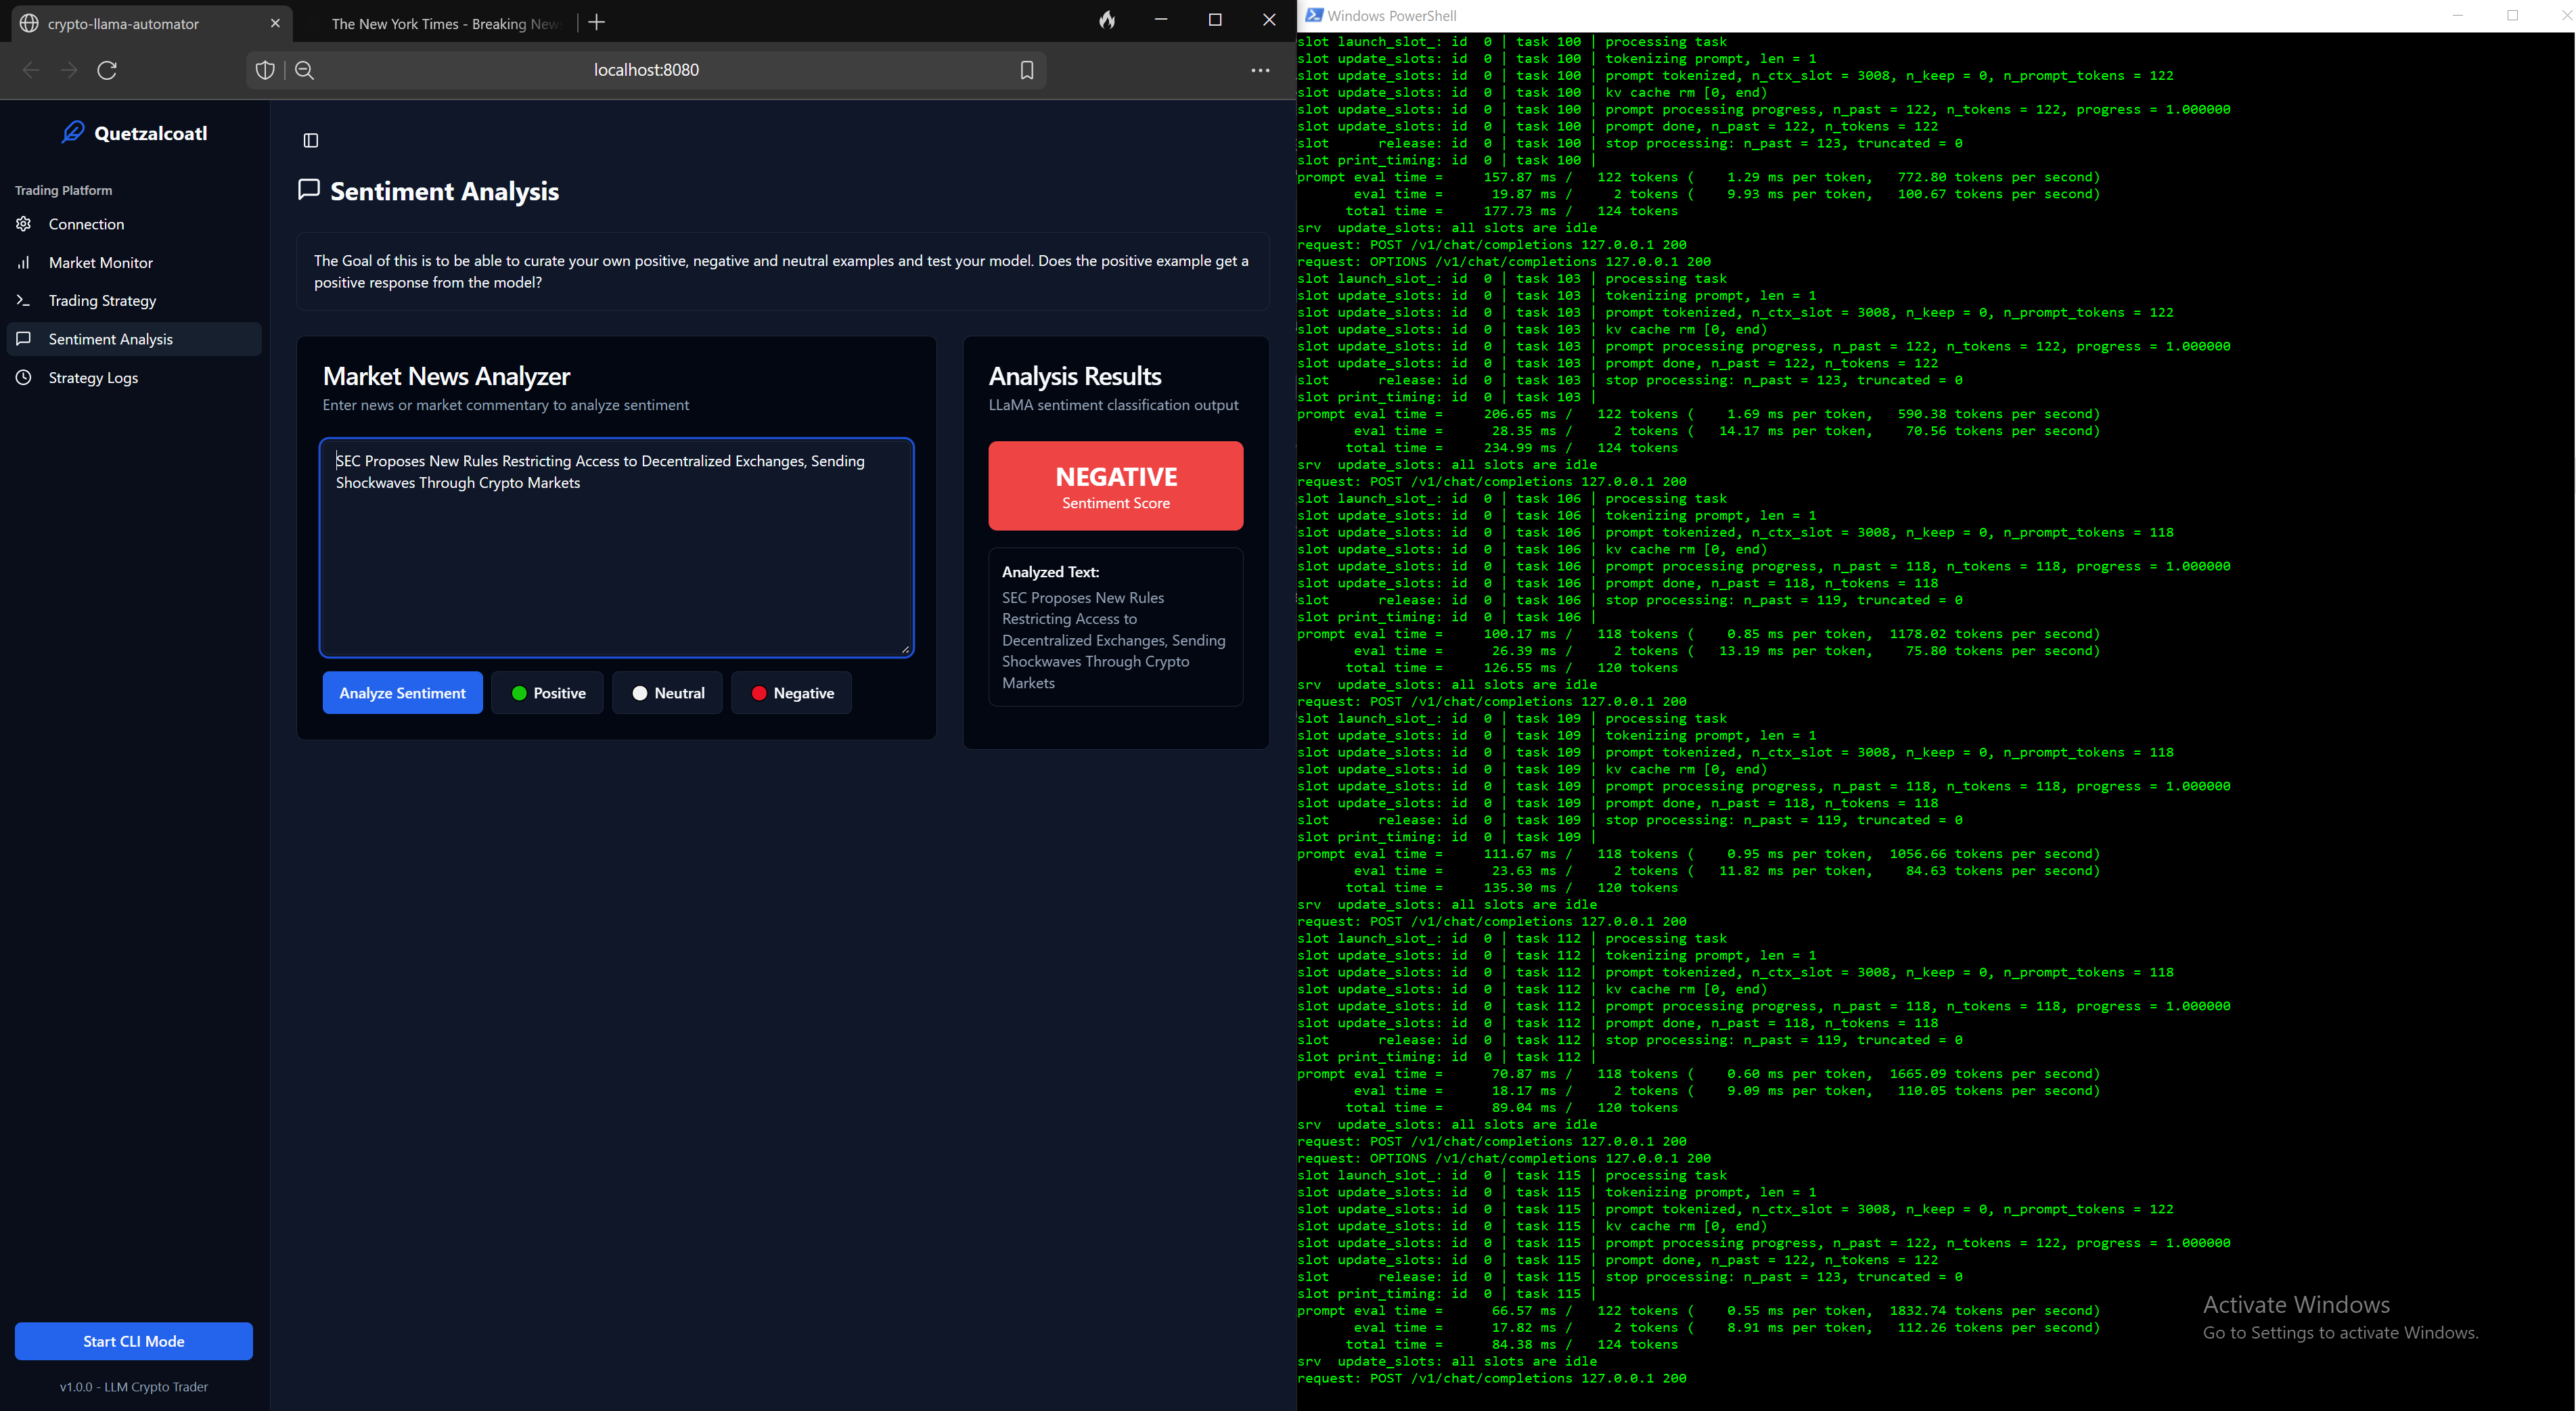 crypto-llama-automator
The New York Times - Breaking New
localhost:8080
Quetzalcoatl
Trading Platform
Connection
Market Monitor
Trading Strategy
Sentiment Analysis
Strategy Logs
Start CLI Mode
v1.0.0 - LLM Crypto Trader
Sentiment Analysis
The Goal of this is to be able to curate your own positive, negative and neutral examples and test your model. Does the positive example get a
positive response from the model?
Market News Analyzer
Enter news or market commentary to analyze sentiment
SEC Proposes New Rules Restricting Access to Decentralized Exchanges, Sending
Shockwaves Through Crypto Markets
Analyze Sentiment
Positive
Neutral
Negative
Analysis Results
LLaMA sentiment classification output
NEGATIVE
Sentiment Score
Analyzed Text:
SEC Proposes New Rules
Restricting Access to
Decentralized Exchanges, Sending
Shockwaves Through Crypto
Markets
Windows PowerShell
slot launch_slot_: id  0 | task 100 | processing task
slot update_slots: id  0 | task 100 | tokenizing prompt, len = 1
slot update_slots: id  0 | task 100 | prompt tokenized, n_ctx_slot = 3008, n_keep = 0, n_prompt_tokens = 122
slot update_slots: id  0 | task 100 | kv cache rm [0, end)
slot update_slots: id  0 | task 100 | prompt processing progress, n_past = 122, n_tokens = 122, progress = 1.000000
slot update_slots: id  0 | task 100 | prompt done, n_past = 122, n_tokens = 122
slot      release: id  0 | task 100 | stop processing: n_past = 123, truncated = 0
slot print_timing: id  0 | task 100 |
prompt eval time =     157.87 ms /   122 tokens (    1.29 ms per token,   772.80 tokens per second)
       eval time =      19.87 ms /     2 tokens (    9.93 ms per token,   100.67 tokens per second)
      total time =     177.73 ms /   124 tokens
srv  update_slots: all slots are idle
request: POST /v1/chat/completions 127.0.0.1 200
request: OPTIONS /v1/chat/completions 127.0.0.1 200
slot launch_slot_: id  0 | task 103 | processing task
slot update_slots: id  0 | task 103 | tokenizing prompt, len = 1
slot update_slots: id  0 | task 103 | prompt tokenized, n_ctx_slot = 3008, n_keep = 0, n_prompt_tokens = 122
slot update_slots: id  0 | task 103 | kv cache rm [0, end)
slot update_slots: id  0 | task 103 | prompt processing progress, n_past = 122, n_tokens = 122, progress = 1.000000
slot update_slots: id  0 | task 103 | prompt done, n_past = 122, n_tokens = 122
slot      release: id  0 | task 103 | stop processing: n_past = 123, truncated = 0
slot print_timing: id  0 | task 103 |
prompt eval time =     206.65 ms /   122 tokens (    1.69 ms per token,   590.38 tokens per second)
       eval time =      28.35 ms /     2 tokens (   14.17 ms per token,    70.56 tokens per second)
      total time =     234.99 ms /   124 tokens
srv  update_slots: all slots are idle
request: POST /v1/chat/completions 127.0.0.1 200
slot launch_slot_: id  0 | task 106 | processing task
slot update_slots: id  0 | task 106 | tokenizing prompt, len = 1
slot update_slots: id  0 | task 106 | prompt tokenized, n_ctx_slot = 3008, n_keep = 0, n_prompt_tokens = 118
slot update_slots: id  0 | task 106 | kv cache rm [0, end)
slot update_slots: id  0 | task 106 | prompt processing progress, n_past = 118, n_tokens = 118, progress = 1.000000
slot update_slots: id  0 | task 106 | prompt done, n_past = 118, n_tokens = 118
slot      release: id  0 | task 106 | stop processing: n_past = 119, truncated = 0
slot print_timing: id  0 | task 106 |
prompt eval time =     100.17 ms /   118 tokens (    0.85 ms per token,  1178.02 tokens per second)
       eval time =      26.39 ms /     2 tokens (   13.19 ms per token,    75.80 tokens per second)
      total time =     126.55 ms /   120 tokens
srv  update_slots: all slots are idle
request: POST /v1/chat/completions 127.0.0.1 200
slot launch_slot_: id  0 | task 109 | processing task
slot update_slots: id  0 | task 109 | tokenizing prompt, len = 1
slot update_slots: id  0 | task 109 | prompt tokenized, n_ctx_slot = 3008, n_keep = 0, n_prompt_tokens = 118
slot update_slots: id  0 | task 109 | kv cache rm [0, end)
slot update_slots: id  0 | task 109 | prompt processing progress, n_past = 118, n_tokens = 118, progress = 1.000000
slot update_slots: id  0 | task 109 | prompt done, n_past = 118, n_tokens = 118
slot      release: id  0 | task 109 | stop processing: n_past = 119, truncated = 0
slot print_timing: id  0 | task 109 |
prompt eval time =     111.67 ms /   118 tokens (    0.95 ms per token,  1056.66 tokens per second)
       eval time =      23.63 ms /     2 tokens (   11.82 ms per token,    84.63 tokens per second)
      total time =     135.30 ms /   120 tokens
srv  update_slots: all slots are idle
request: POST /v1/chat/completions 127.0.0.1 200
slot launch_slot_: id  0 | task 112 | processing task
slot update_slots: id  0 | task 112 | tokenizing prompt, len = 1
slot update_slots: id  0 | task 112 | prompt tokenized, n_ctx_slot = 3008, n_keep = 0, n_prompt_tokens = 118
slot update_slots: id  0 | task 112 | kv cache rm [0, end)
slot update_slots: id  0 | task 112 | prompt processing progress, n_past = 118, n_tokens = 118, progress = 1.000000
slot update_slots: id  0 | task 112 | prompt done, n_past = 118, n_tokens = 118
slot      release: id  0 | task 112 | stop processing: n_past = 119, truncated = 0
slot print_timing: id  0 | task 112 |
prompt eval time =      70.87 ms /   118 tokens (    0.60 ms per token,  1665.09 tokens per second)
       eval time =      18.17 ms /     2 tokens (    9.09 ms per token,   110.05 tokens per second)
      total time =      89.04 ms /   120 tokens
srv  update_slots: all slots are idle
request: POST /v1/chat/completions 127.0.0.1 200
request: OPTIONS /v1/chat/completions 127.0.0.1 200
slot launch_slot_: id  0 | task 115 | processing task
slot update_slots: id  0 | task 115 | tokenizing prompt, len = 1
slot update_slots: id  0 | task 115 | prompt tokenized, n_ctx_slot = 3008, n_keep = 0, n_prompt_tokens = 122
slot update_slots: id  0 | task 115 | kv cache rm [0, end)
slot update_slots: id  0 | task 115 | prompt processing progress, n_past = 122, n_tokens = 122, progress = 1.000000
slot update_slots: id  0 | task 115 | prompt done, n_past = 122, n_tokens = 122
slot      release: id  0 | task 115 | stop processing: n_past = 123, truncated = 0
slot print_timing: id  0 | task 115 |
prompt eval time =      66.57 ms /   122 tokens (    0.55 ms per token,  1832.74 tokens per second)
       eval time =      17.82 ms /     2 tokens (    8.91 ms per token,   112.26 tokens per second)
      total time =      84.38 ms /   124 tokens
srv  update_slots: all slots are idle
request: POST /v1/chat/completions 127.0.0.1 200
Activate Windows
Go to Settings to activate Windows.